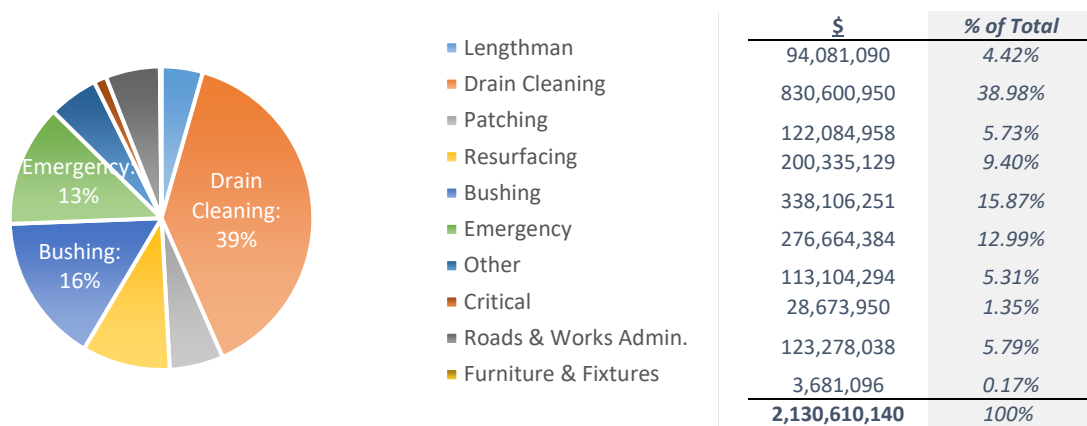 Emergency:
13%
Bushing:
16%
Drain
Cleaning:
39%
Lengthman
Drain Cleaning
Patching
Resurfacing
Bushing
Emergency
Other
Critical
Roads & Works Admin.
Furniture & Fixtures
$ % of Total
94,081,090 4.42%
830,600,950 38.98%
122,084,958 5.73%
200,335,129 9.40%
338,106,251 15.87%
276,664,384 12.99%
113,104,294 5.31%
28,673,950 1.35%
123,278,038 5.79%
3,681,096 0.17%
2,130,610,140 100%